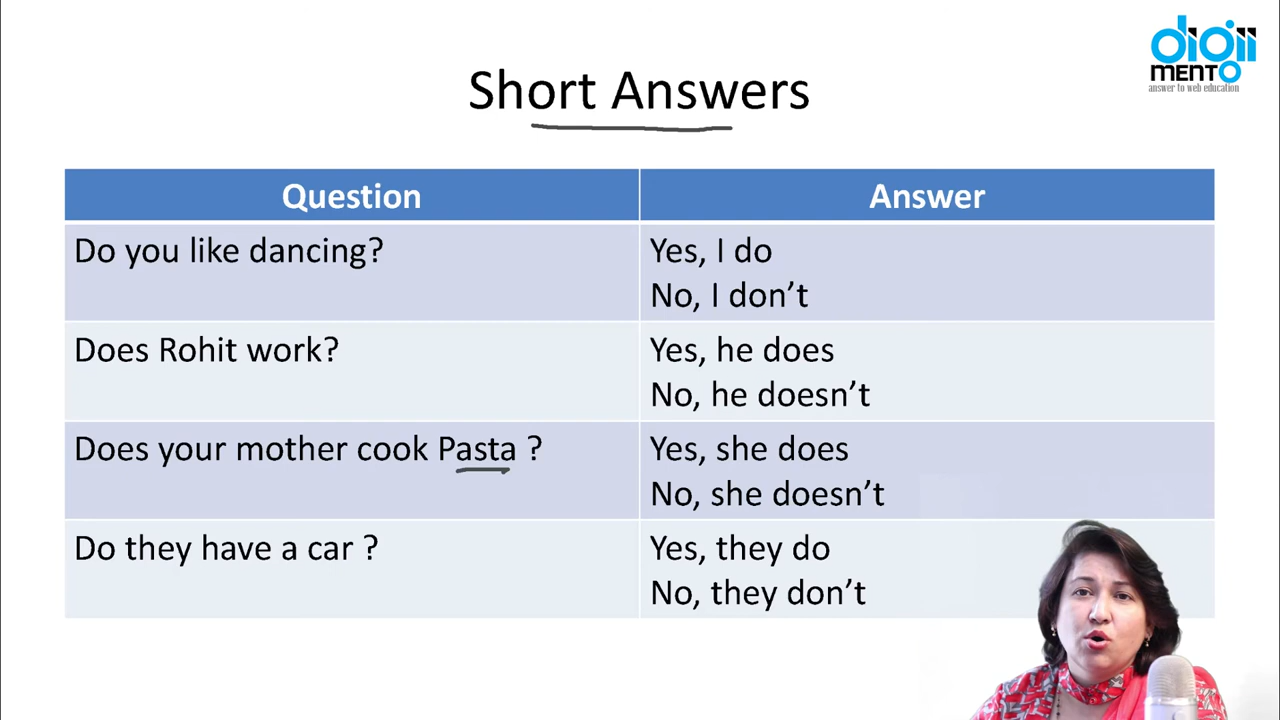 digii
MENTO
answer to web education
Short Answers
Question
Answer
Do you like dancing?
Yes, I do
No, I don’t
Does Rohit work?
Yes, he does
No, he doesn’t
Does your mother cook Pasta ?
Yes, she does
No, she doesn’t
Do they have a car ?
Yes, they do
No, they don’t